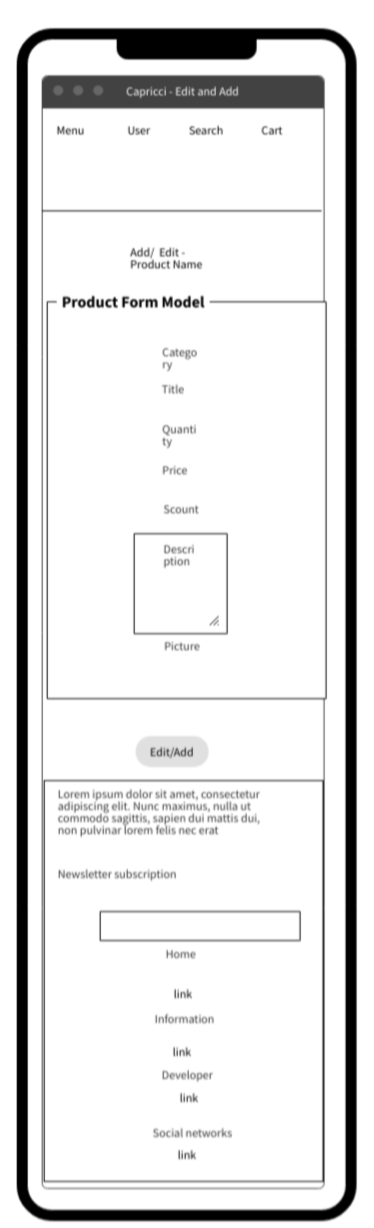 Capricci - Edit and Add
Menu User Search Cart
Add/ Edit -
Product Name
Product Form Model
Catego
ry
Title
Quanti
ty
Price
Scount
Descri
ption
Picture
Edit/Add
Lorem ipsum dolor sit amet, consectetur
adipiscing elit. Nunc maximus, nulla ut
commodo sagittis, sapien dui mattis dui,
non pulvinar lorem felis nec erat
Newsletter subscription
Home
link
Information
link
Developer
link
Social networks
link